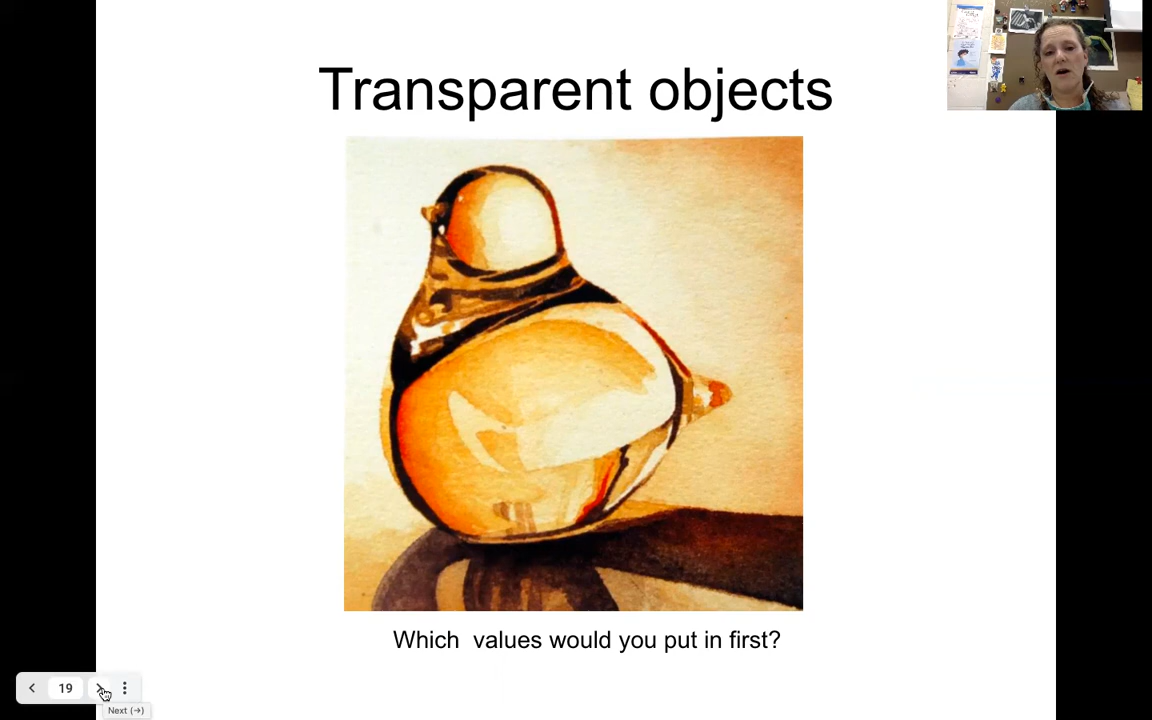 Transparent objects
Which  values would you put in first?
19
Next (→)